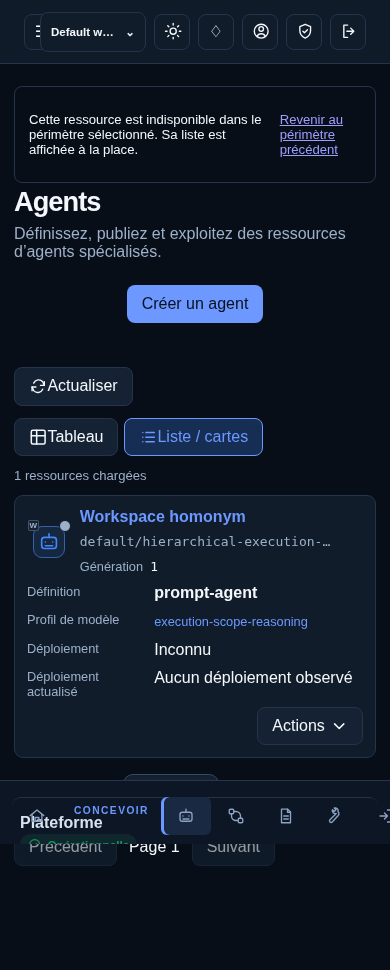 Default w… 
Cette ressource est indisponible dans le
périmètre sélectionné. Sa liste est
affichée à la place.
Revenir au
périmètre
précédent
Agents
Définissez, publiez et exploitez des ressources
d'agents spécialisés.
Créer un agent
Actualiser
Tableau
Liste / cartes
1 ressources chargées
W
Workspace homonym
default/hierarchical-execution-…
Génération 1
Définition prompt-agent
Profil de modèle execution-scope-reasoning
Déploiement Inconnu
Déploiement
actualisé
Aucun déploiement observé
Actions
CONCEVOIR
Plateforme
Précédent
Page 1
Suivant